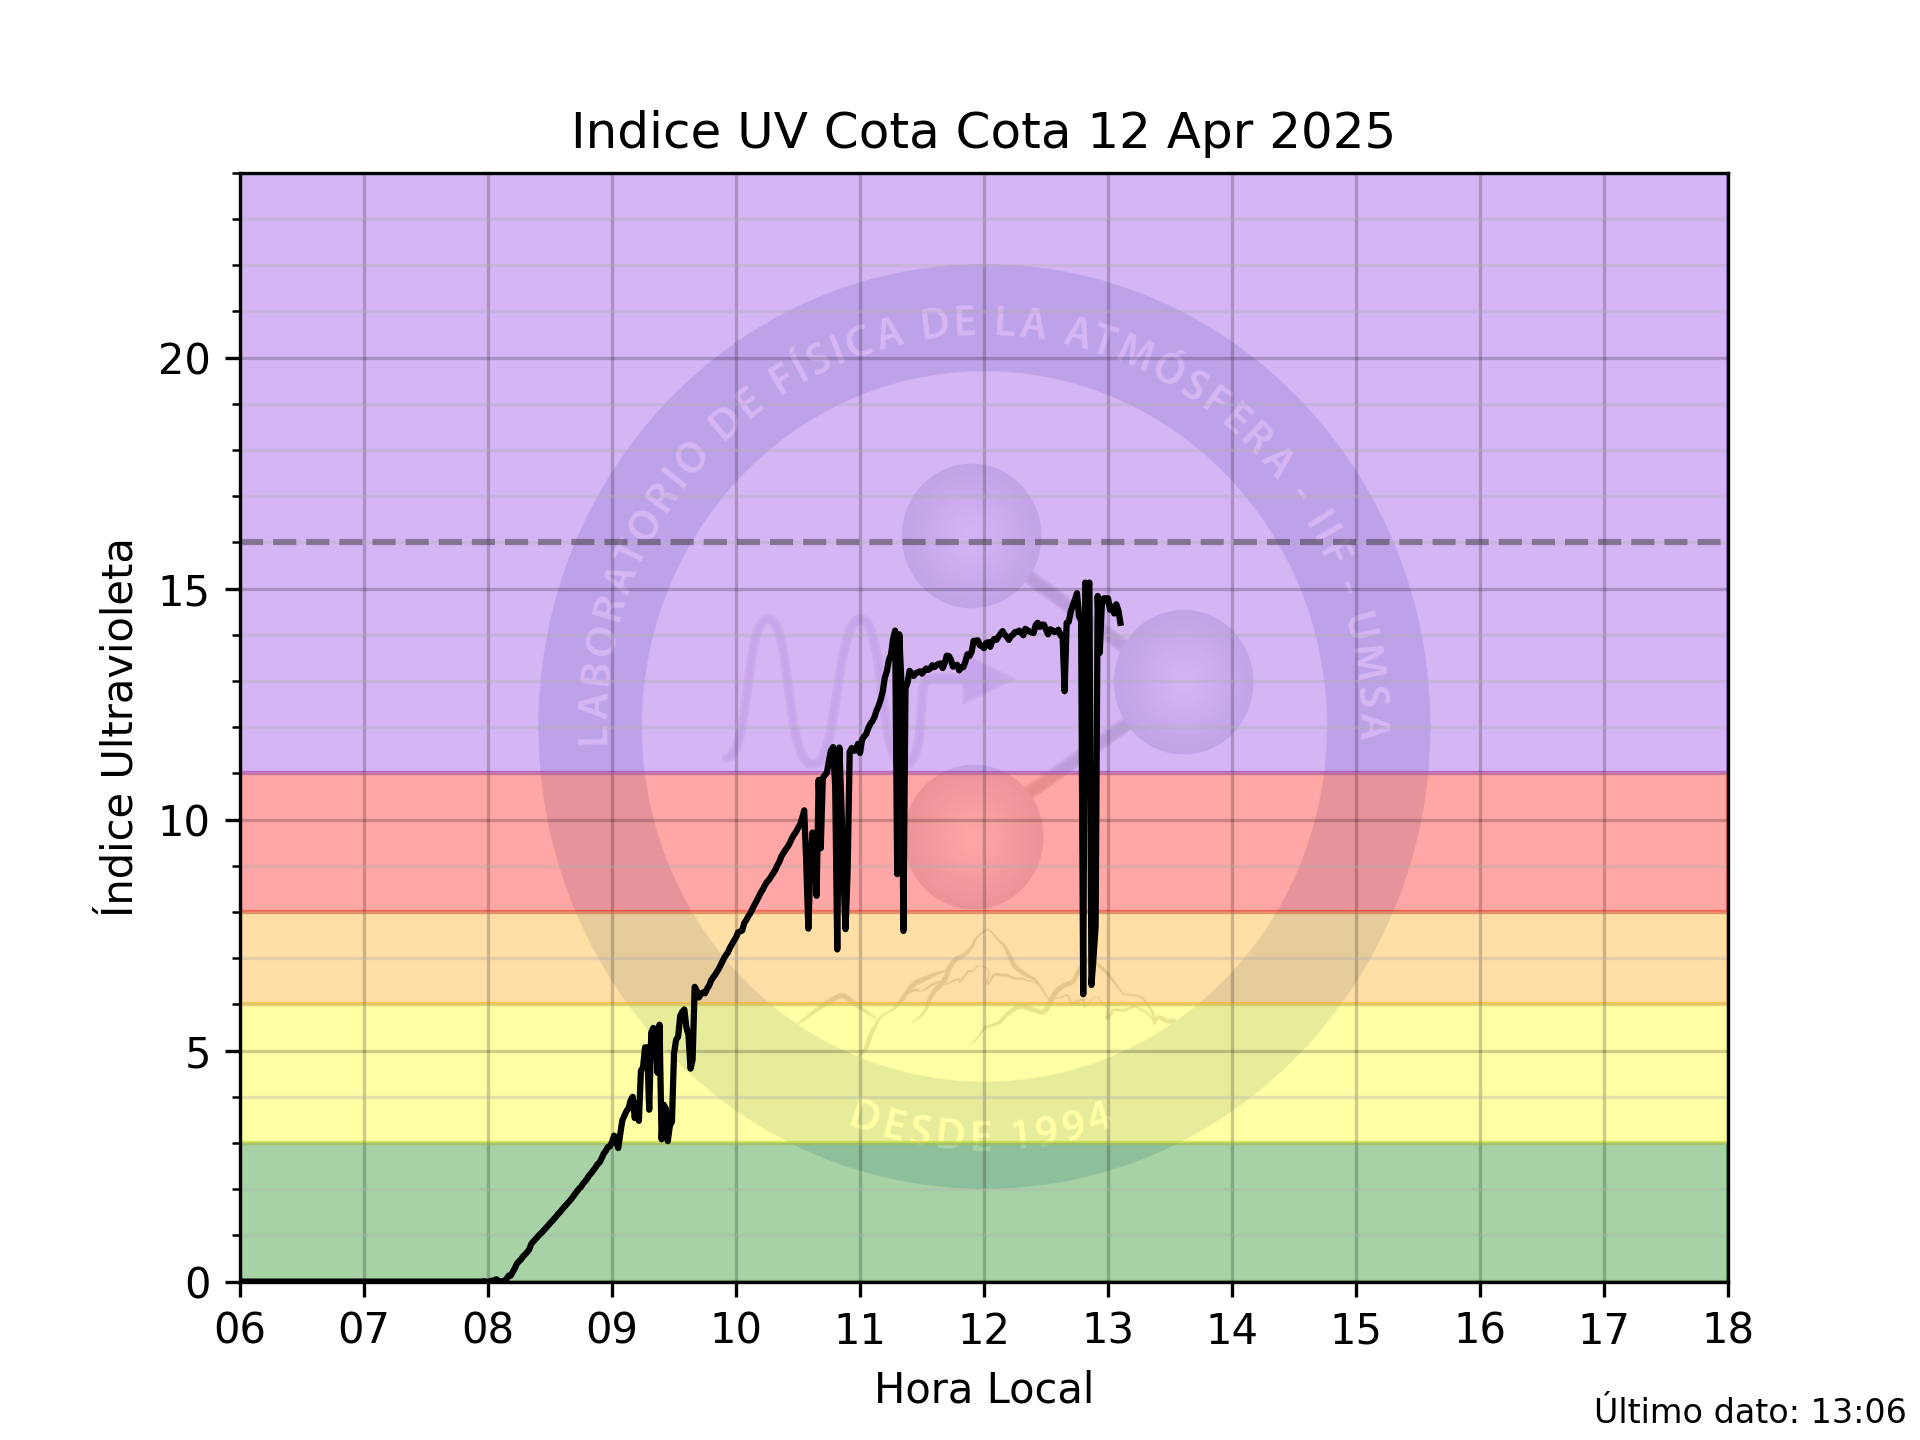 Indice UV Cota Cota 12 Apr 2025
LABORATORIO DE FÍSICA DE LA ATMÓSFERA - IIF - UMSA
DESDE 1994
Índice Ultravioleta
20
15
10
5
0
06 07 08 09 10 11 12 13 14 15 16 17 18
Hora Local
Último dato: 13:06